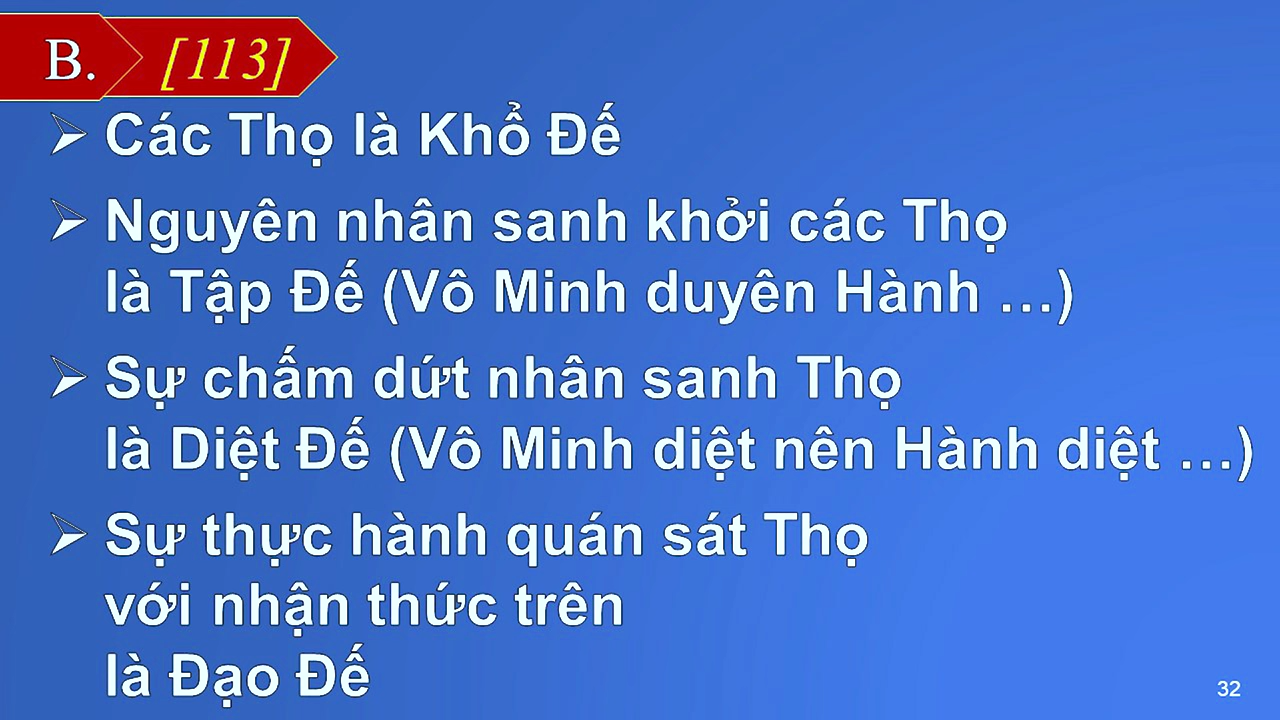 B. [113]
Các Thọ là Khổ Đế
Nguyên nhân sanh khởi các Thọ
là Tập Đế (Vô Minh duyên Hành …)
Sự chấm dứt nhân sanh Thọ
là Diệt Đế (Vô Minh diệt nên Hành diệt …)
Sự thực hành quán sát Thọ
với nhận thức trên
là Đạo Đế
32